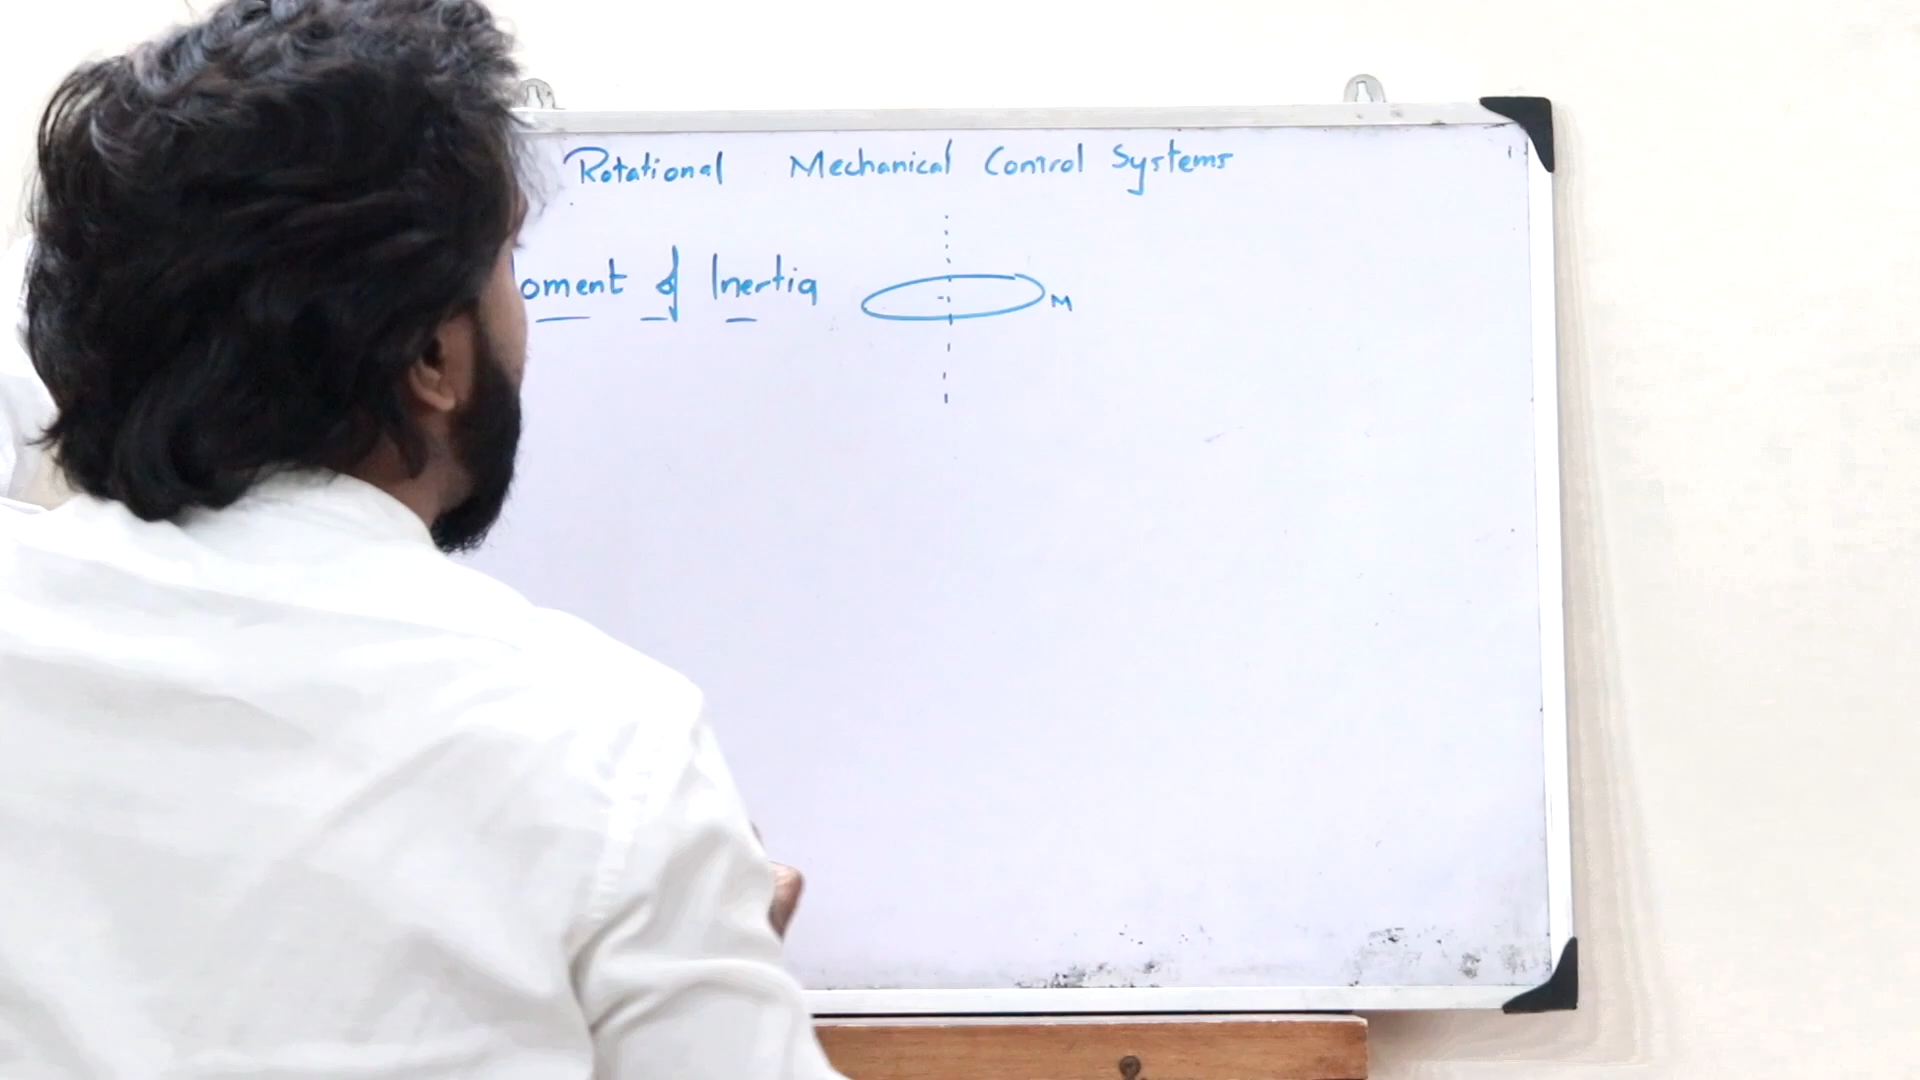 Rotational Mechanical Control Systems
oment of Inertia
M